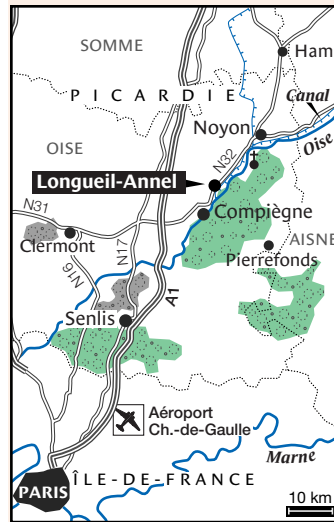 SOMME
Ham
PICARDIE
Canal
Noyon
Oise
OISE
N32
Longueil-Annel
N31
Compiègne
Clermont
N17
AISNE
Pierrefonds
N16
A1
Senlis
Aéroport
Ch.-de-Gaulle
Marne
ÎLE-DE-FRANCE
PARIS
10 km